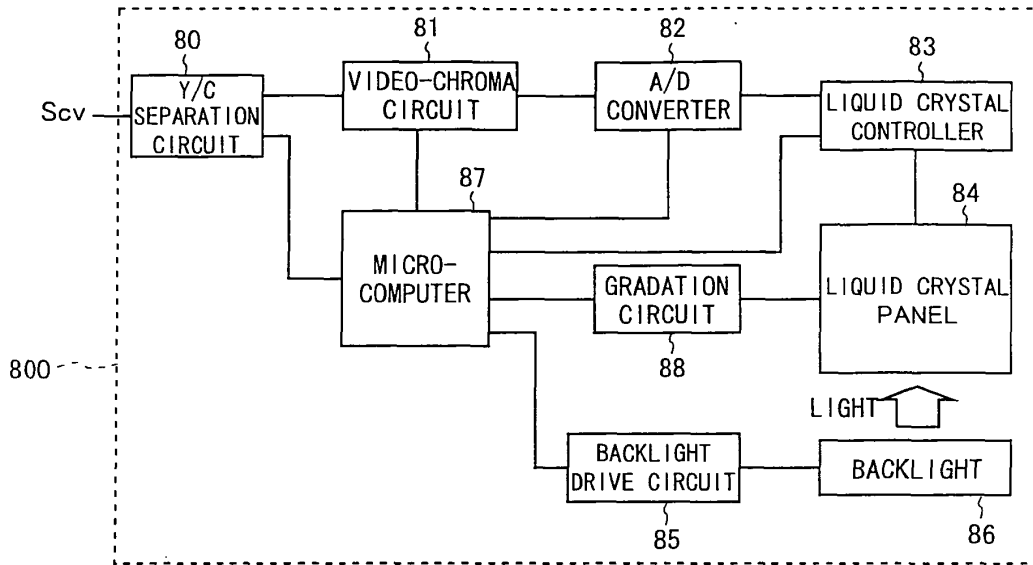 80
Y/C
SEPARATION
CIRCUIT
81
VIDEO-CHROMA
CIRCUIT
82
A/D
CONVERTER
83
LIQUID CRYSTAL
CONTROLLER
Scv
87
MICRO-
COMPUTER
84
LIQUID CRYSTAL
PANEL
GRADATION
CIRCUIT
88
800
LIGHT
BACKLIGHT
DRIVE CIRCUIT
85
BACKLIGHT
86